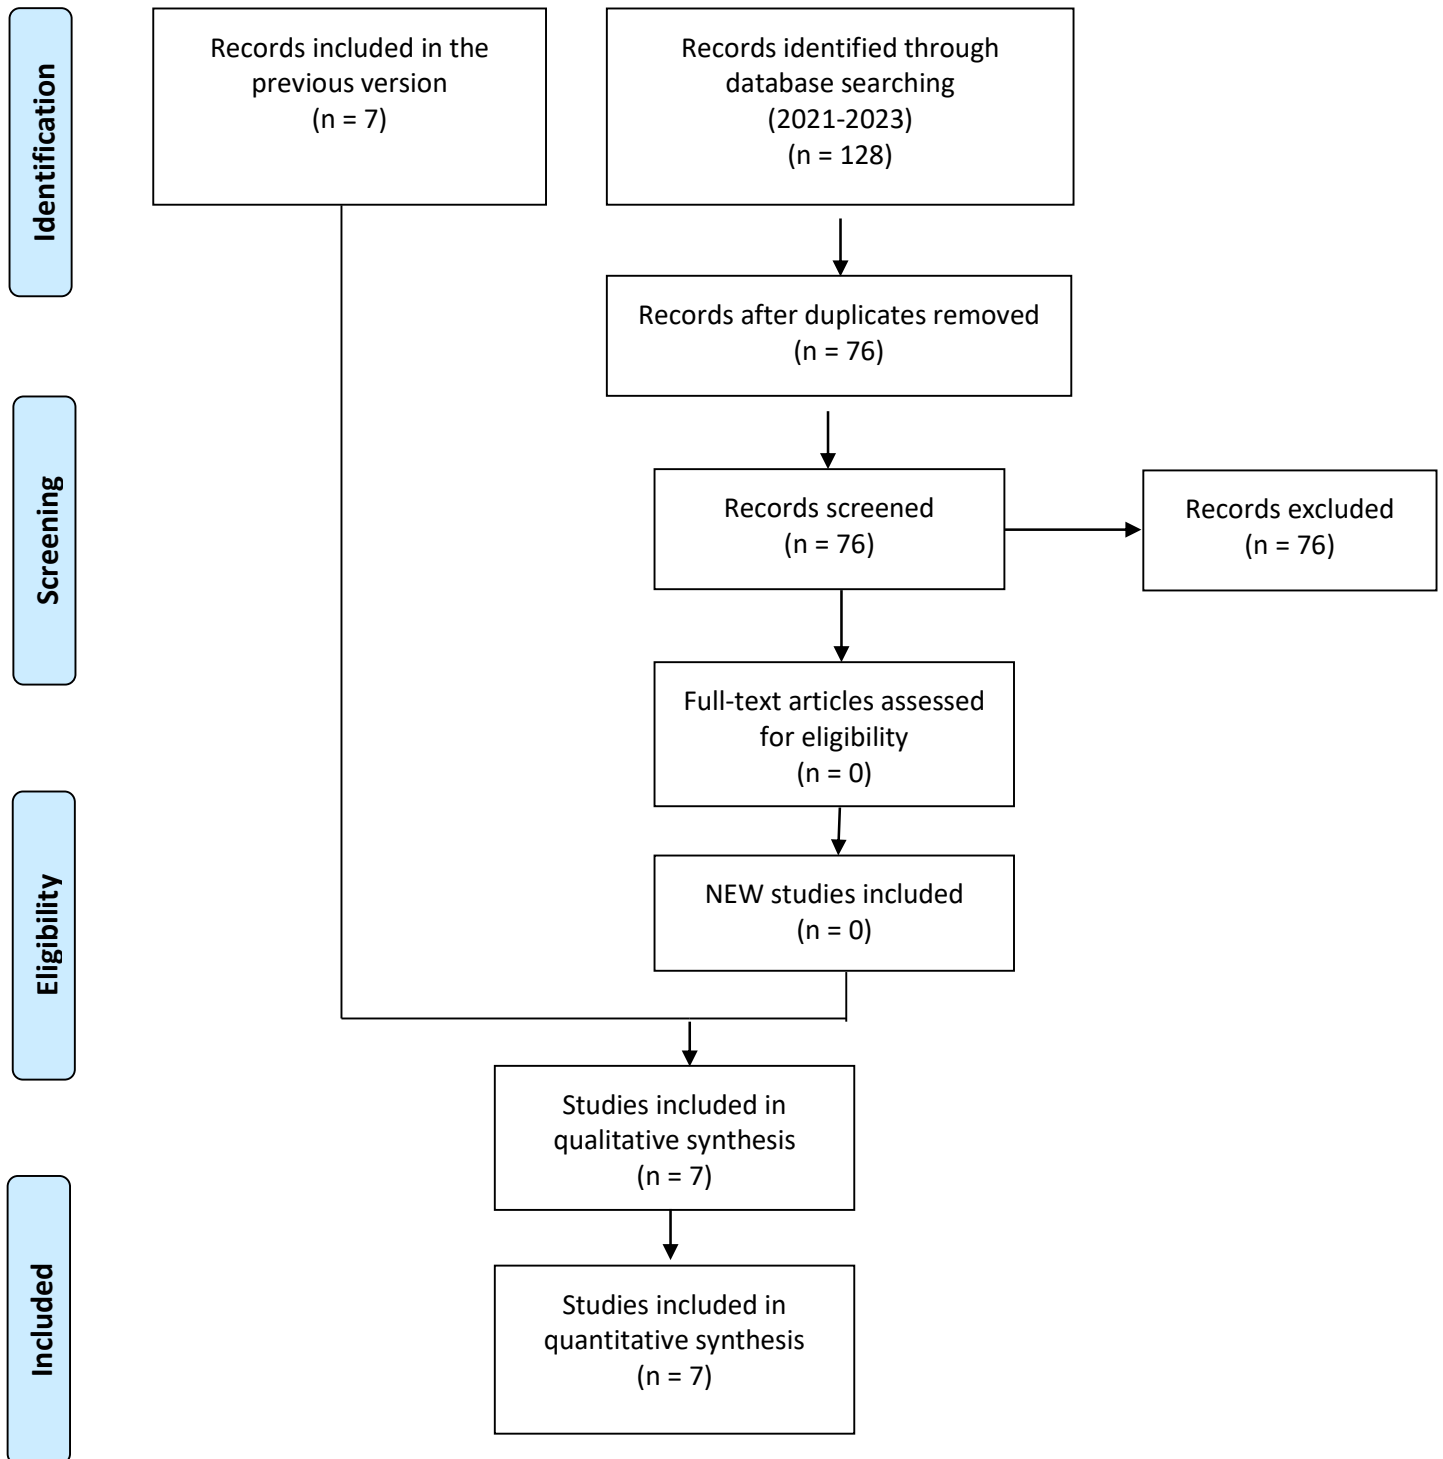 Identification
Records included in the
previous version
(n = 7)
Records identified through
database searching
(2021-2023)
(n = 128)
Records after duplicates removed
(n = 76)
Screening
Records screened
(n = 76)
Records excluded
(n = 76)
Full-text articles assessed
for eligibility
(n = 0)
Eligibility
NEW studies included
(n = 0)
Studies included in
qualitative synthesis
(n = 7)
Included
Studies included in
quantitative synthesis
(n = 7)